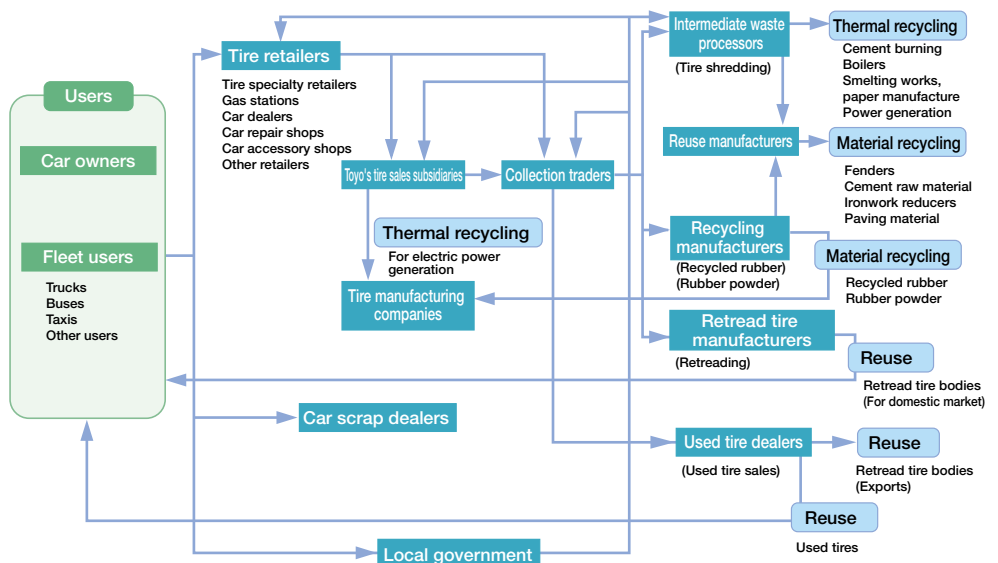 Users
Car owners
Fleet users
Trucks
Buses
Taxis
Other users
Tire retailers
Tire specialty retailers
Gas stations
Car dealers
Car repair shops
Car accessory shops
Other retailers
Toyo's tire sales subsidiaries
Collection traders
Thermal recycling
For electric power
generation
Tire manufacturing
companies
Car scrap dealers
Local government
Intermediate waste
processors
(Tire shredding)
Thermal recycling
Cement burning
Boilers
Smelting works,
paper manufacture
Power generation
Reuse manufacturers
Material recycling
Fenders
Cement raw material
Ironwork reducers
Paving material
Recycling
manufacturers
(Recycled rubber)
(Rubber powder)
Material recycling
Recycled rubber
Rubber powder
Retread tire
manufacturers
(Retreading)
Reuse
Retread tire bodies
(For domestic market)
Used tire dealers
(Used tire sales)
Reuse
Retread tire bodies
(Exports)
Reuse
Used tires